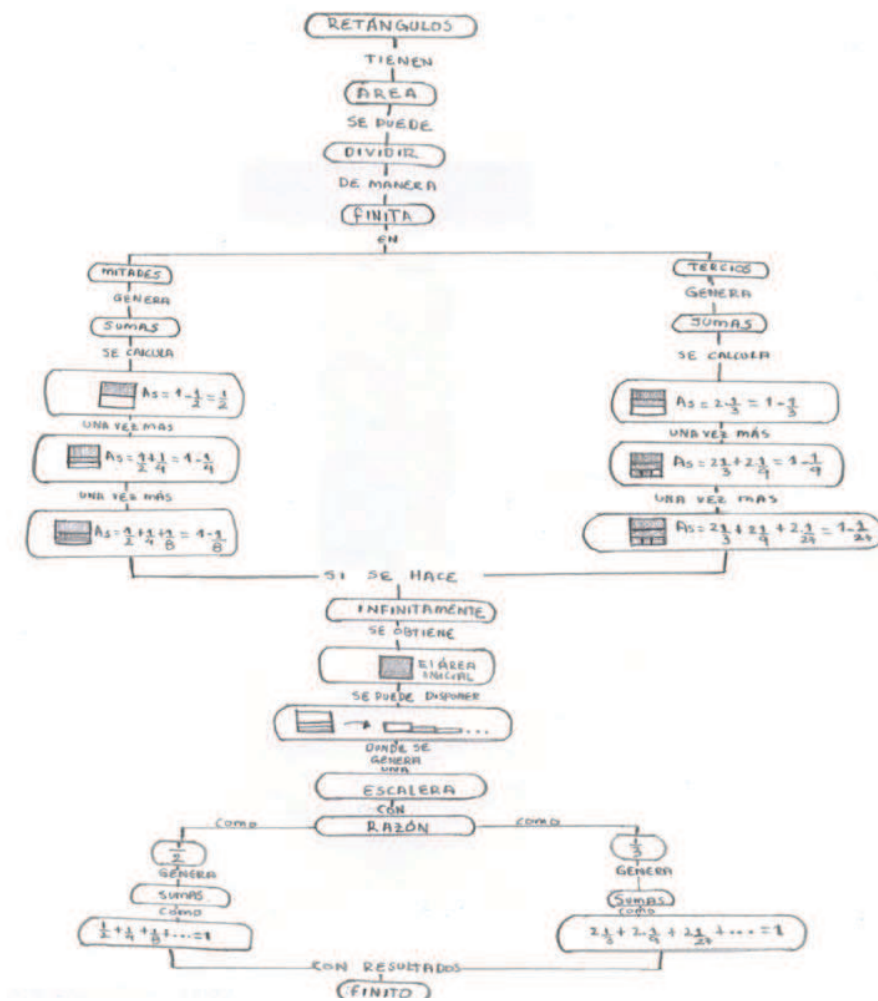 RETÁNGULOS
TIENEN
ÁREA
SE PUEDE
DIVIDIR
DE MANERA
FINITA
EN
MITADES
GENERA
SUMAS
SE CALCULA
As = 1 - 1/2 = 1/2
UNA VEZ MAS
As = 1/2 + 1/4 = 1 - 1/4
UNA VEZ MÁS
As = 1/2 + 1/4 + 1/8 = 1 - 1/8
TERCIOS
GENERA
SUMAS
SE CALCULA
As = 2·1/3 = 1 - 1/3
UNA VEZ MÁS
As = 2 1/3 + 2 1/9 = 1 - 1/9
UNA VEZ MAS
As = 2 1/3 + 2 1/9 + 2·1/27 = 1 - 1/27
SI SE HACE
INFINITAMENTE
SE OBTIENE
El ÁREA
INICIAL
SE PUEDE DISPONER
...
DONDE SE
GENERA
UNA
ESCALERA
CON
RAZÓN
COMO
1/2
GENERA
SUMAS
COMO
1/2 + 1/4 + 1/8 + ... = 1
COMO
1/3
GENERA
SUMAS
COMO
2 1/3 + 2·1/9 + 2 1/27 + ... = 1
CON RESULTADOS
FINITO